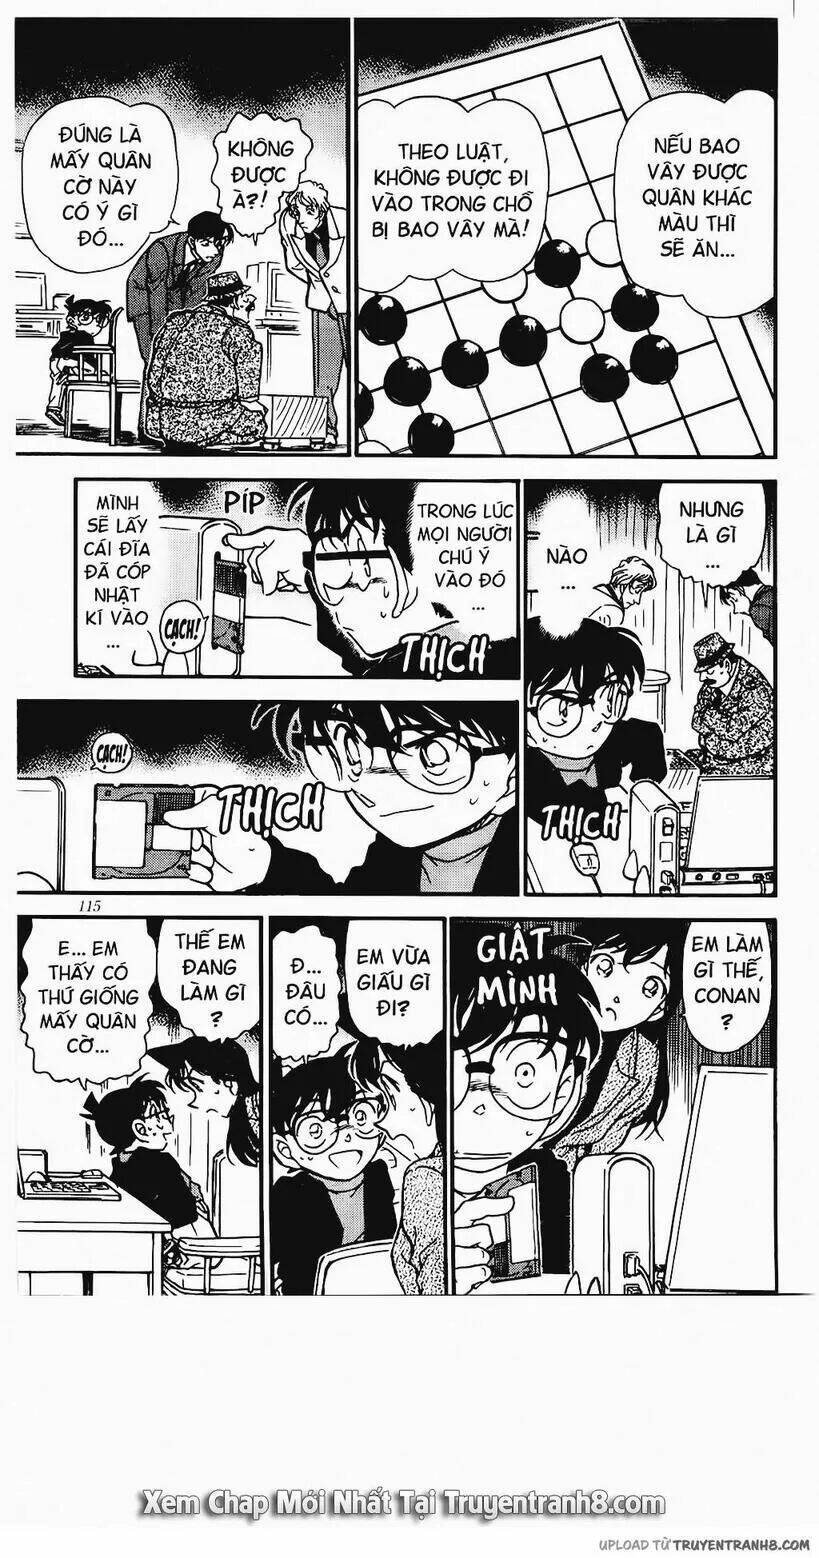 NẾU BAO
VÂY ĐƯỢC
QUÂN KHÁC
MÀU THÌ
SẼ ĂN...
THEO LUẬT,
KHÔNG ĐƯỢC ĐI
VÀO TRONG CHỖ
BỊ BAO VÂY MÀ!
KHÔNG
ĐƯỢC
À?!
ĐÚNG LÀ
MẤY QUÂN
CỜ NÀY
CÓ Ý GÌ
ĐÓ...
NHƯNG
LÀ GÌ
...
NÀO
...
THỊCH
TRONG LÚC
MỌI NGƯỜI
CHÚ Ý
VÀO ĐÓ
...
PÍP
MÌNH
SẼ LẤY
CÁI ĐĨA
ĐÃ CÓP
NHẬT
KÍ VÀO
...
CẠCH!
THỊCH
CẠCH!
THỊCH
115
EM LÀM
GÌ THẾ,
CONAN
?
GIẬT
MÌNH
EM VỪA
GIẤU GÌ
ĐI?
Đ...
ĐÂU
CÓ...
THẾ EM
ĐANG
LÀM GÌ
?
E... EM
THẤY CÓ
THỨ GIỐNG
MẤY QUÂN
CỜ...
Xem Chap Mới Nhất Tại Truyentranh8.com
UPLOAD TỪ TRUYENTRANH8.COM